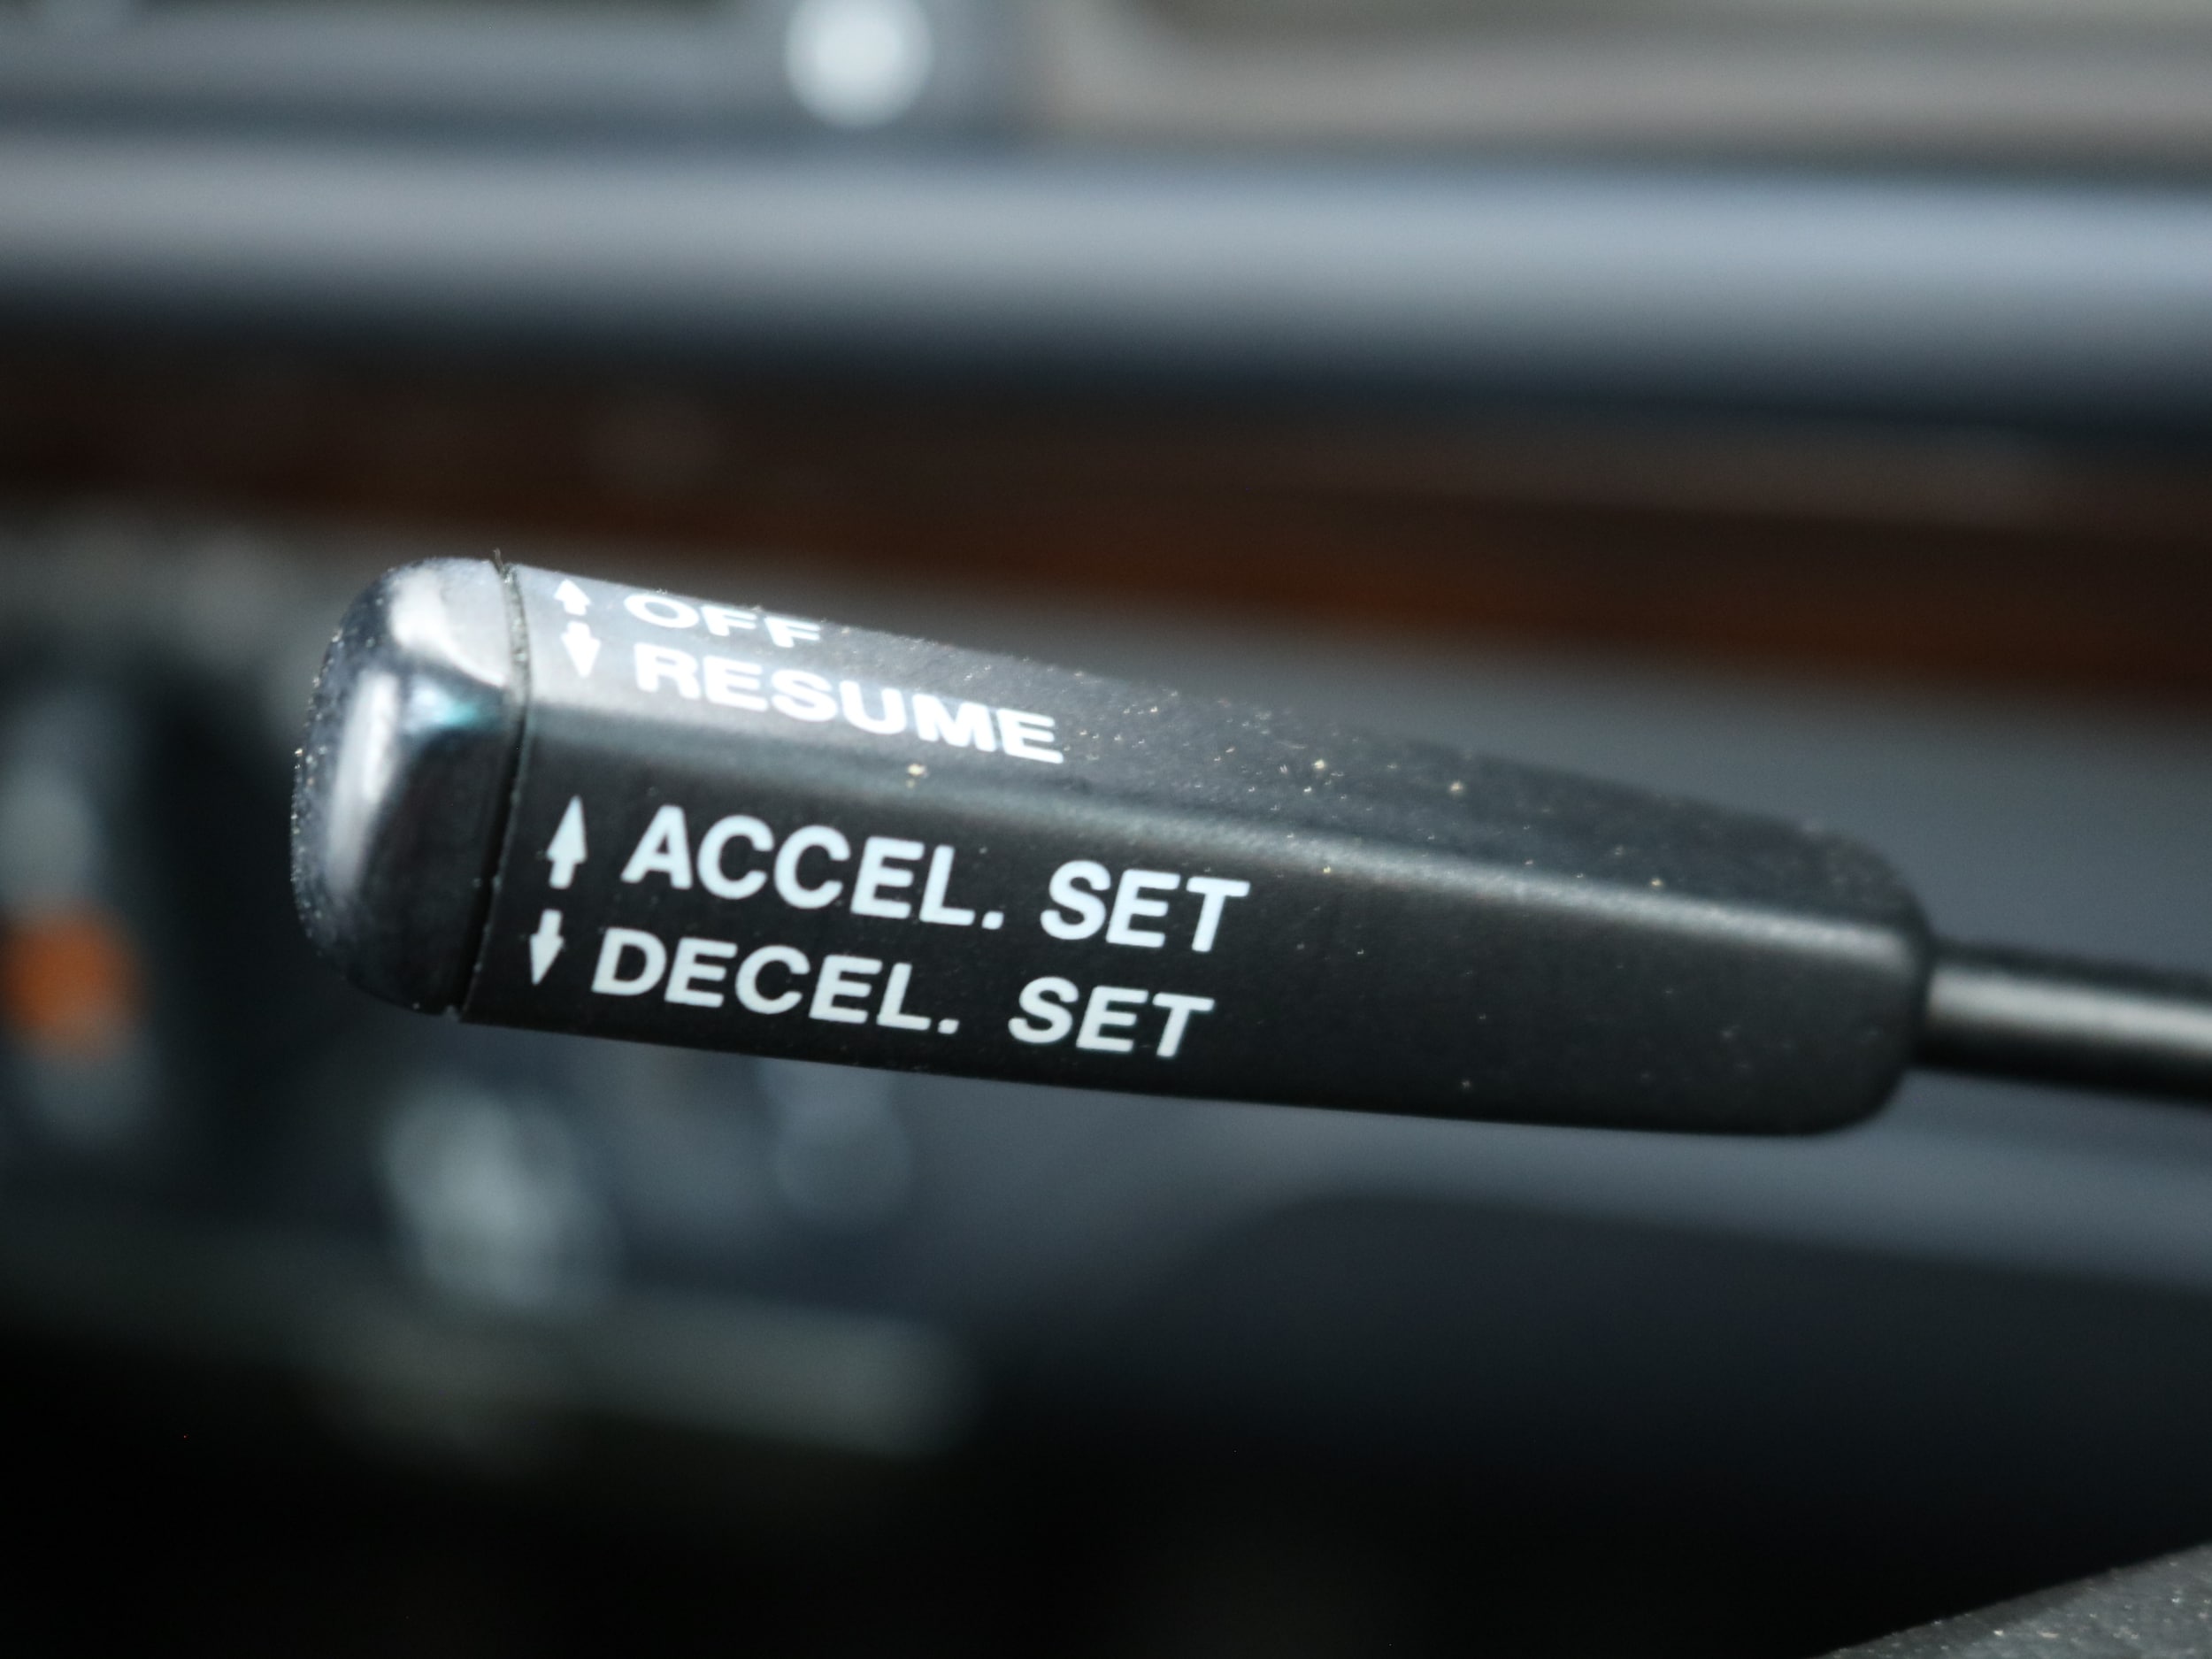 OFF
RESUME
ACCEL. SET
DECEL. SET